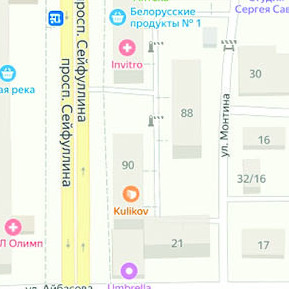 Белорусские
продукты № 1
Сергея Сав
Invitro
просп. Сейфуллина
просп. Сейфуллина
30
88
ул. Монтина
ая река
16
90
32/16
Kulikov
Л Олимп
21
17
ул. Айбасова
Umbrella